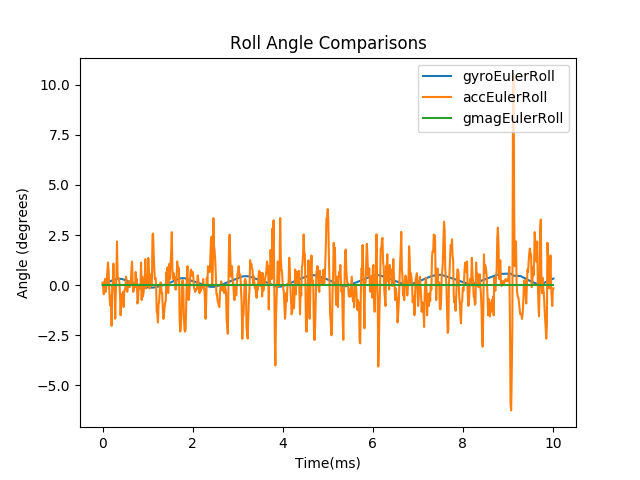 Roll Angle Comparisons
gyroEulerRoll
accEulerRoll
gmagEulerRoll
10.0
7.5
5.0
2.5
0.0
−2.5
−5.0
Angle (degrees)
0 2 4 6 8 10
Time(ms)